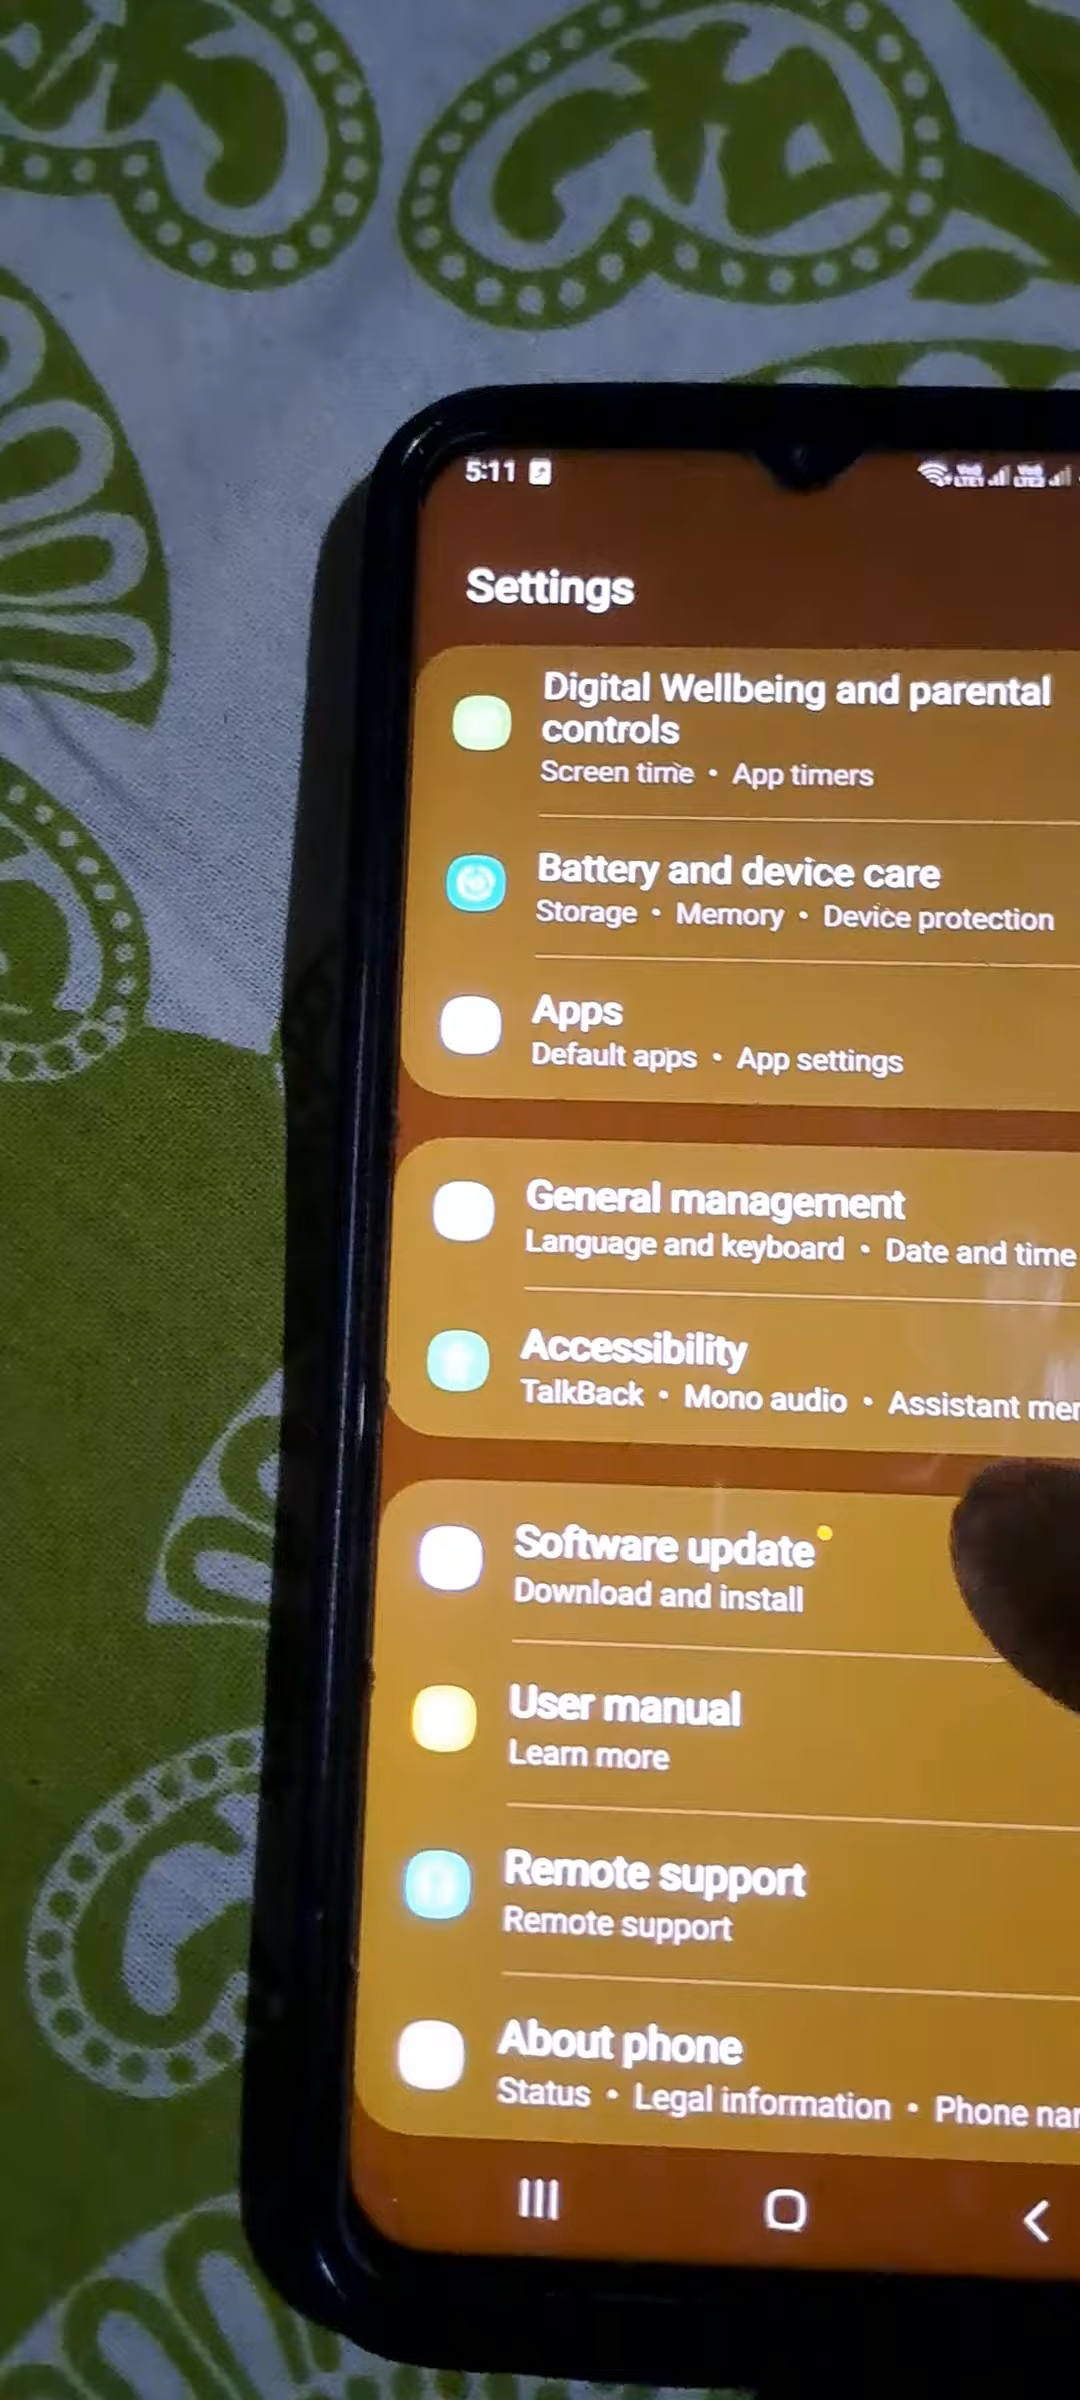 5:11
Settings
Digital Wellbeing and parental
controls
Screen time • App timers
Battery and device care
Storage • Memory • Device protection
Apps
Default apps • App settings
General management
Language and keyboard • Date and time
Accessibility
TalkBack • Mono audio • Assistant
Software update
Download and install
User manual
Learn more
Remote support
Remote support
About phone
Status • Legal information • Phone